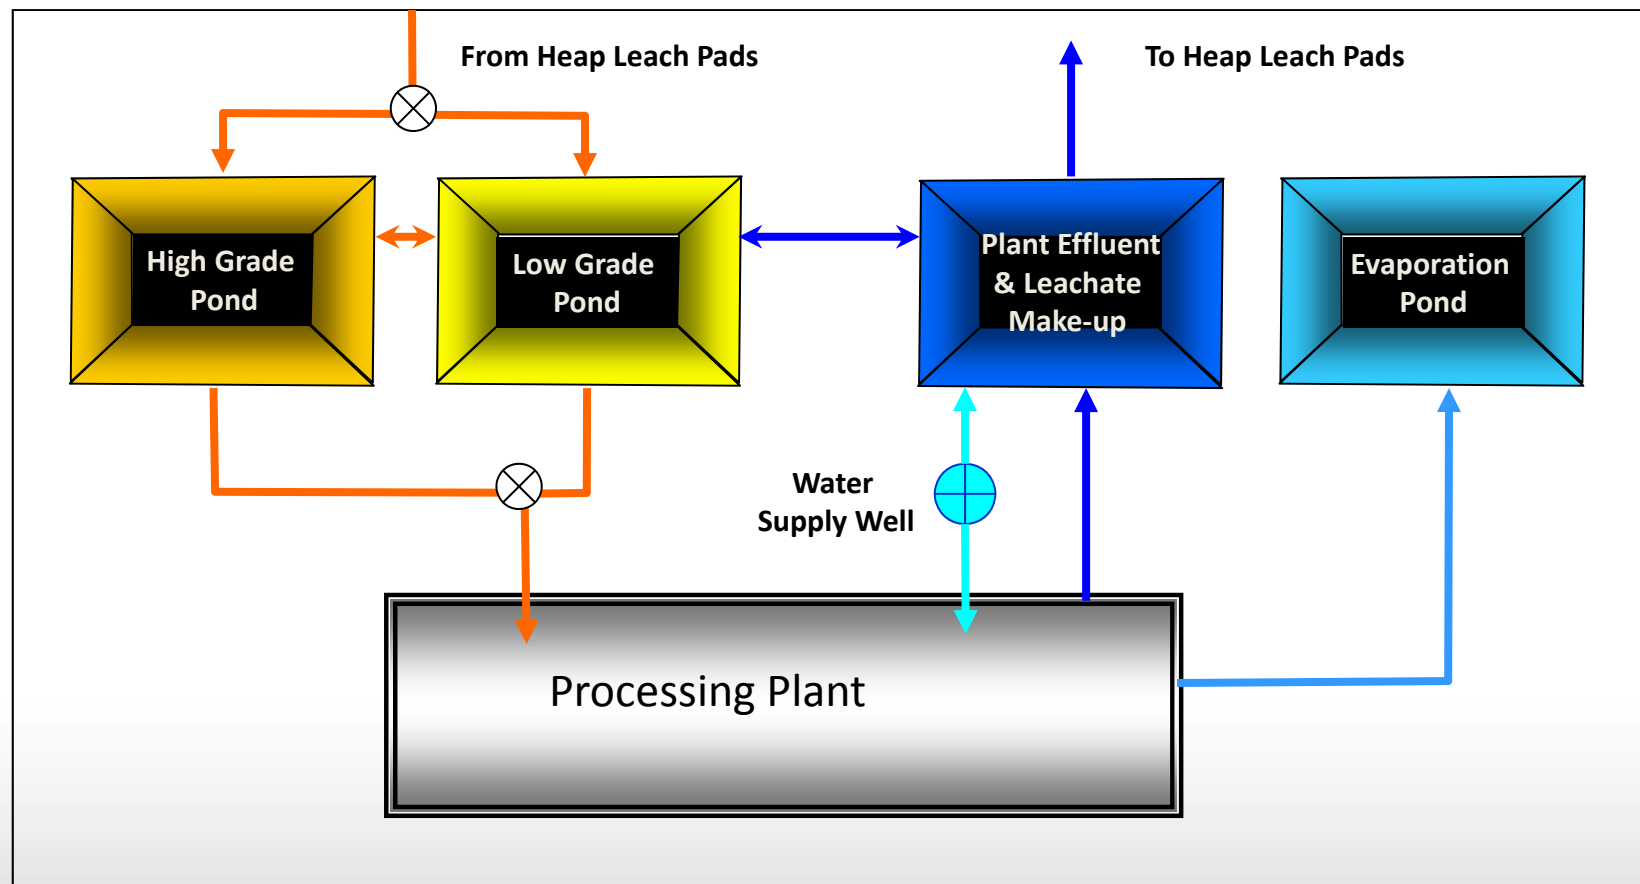 From Heap Leach Pads
To Heap Leach Pads
High Grade
Pond
Low Grade
Pond
Plant Effluent
& Leachate
Make-up
Evaporation
Pond
Water
Supply Well
Processing Plant